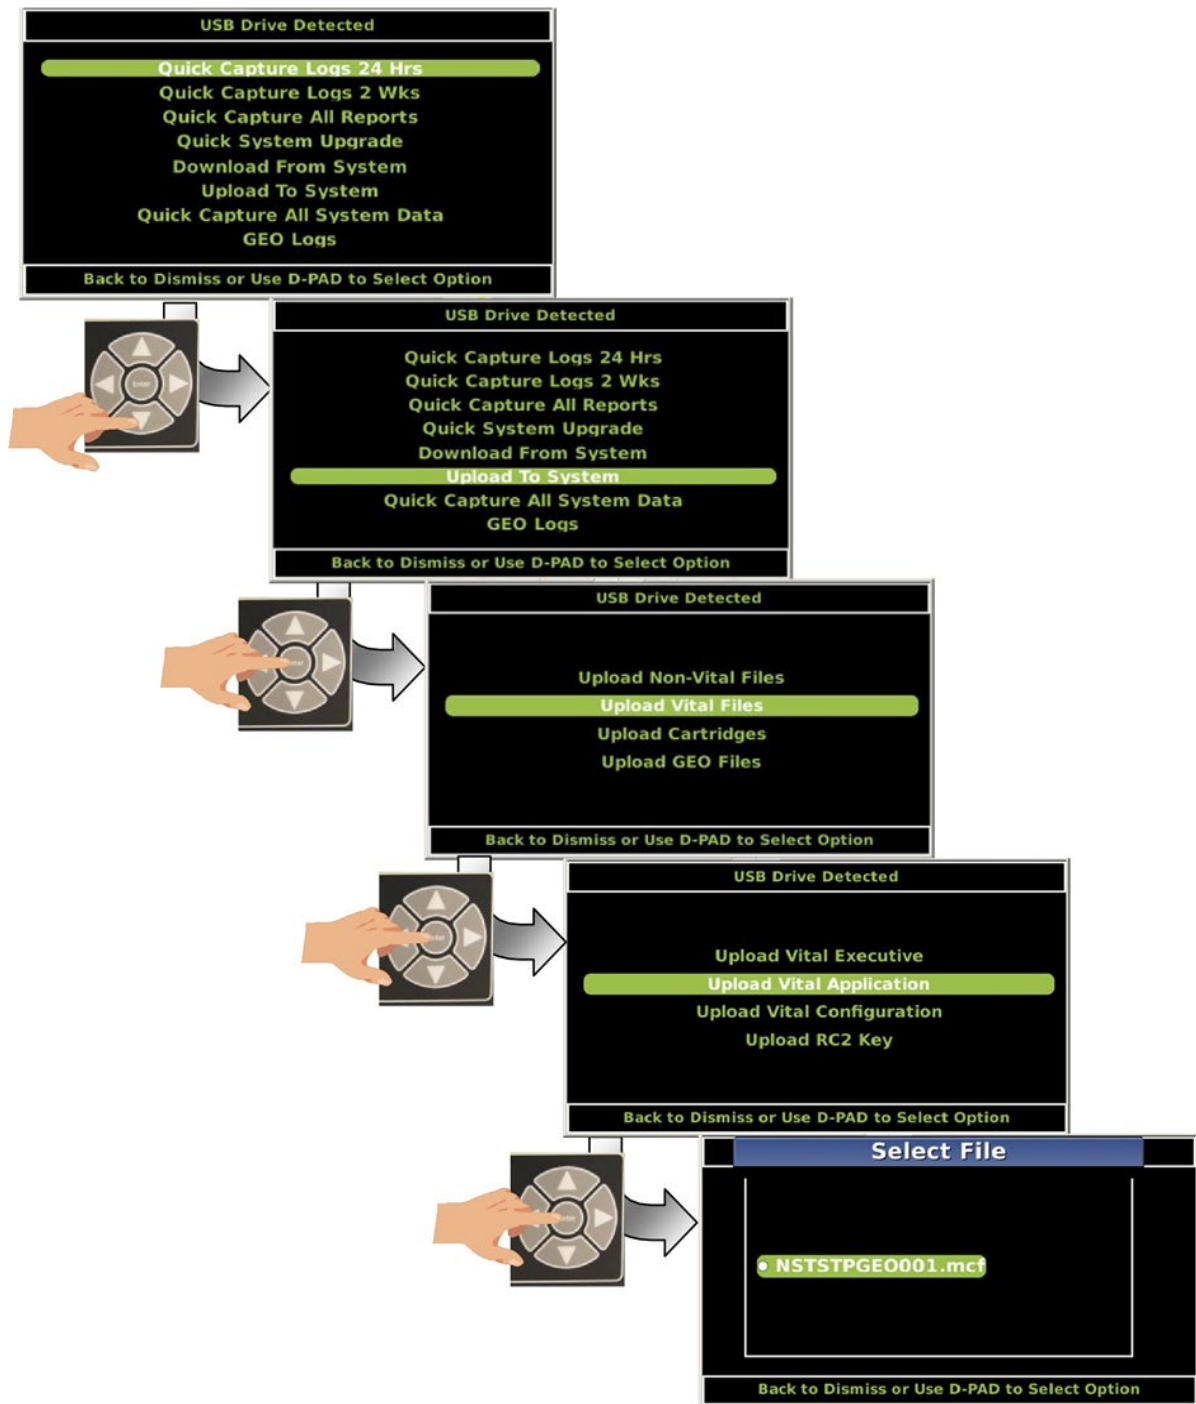 USB Drive Detected
Quick Capture Logs 24 Hrs
Quick Capture Logs 2 Wks
Quick Capture All Reports
Quick System Upgrade
Download From System
Upload To System
Quick Capture All System Data
GEO Logs
Back to Dismiss or Use D-PAD to Select Option
Enter
USB Drive Detected
Quick Capture Logs 24 Hrs
Quick Capture Logs 2 Wks
Quick Capture All Reports
Quick System Upgrade
Download From System
Upload To System
Quick Capture All System Data
GEO Logs
Back to Dismiss or Use D-PAD to Select Option
USB Drive Detected
Upload Non-Vital Files
Upload Vital Files
Upload Cartridges
Upload GEO Files
Back to Dismiss or Use D-PAD to Select Option
USB Drive Detected
Upload Vital Executive
Upload Vital Application
Upload Vital Configuration
Upload RC2 Key
Back to Dismiss or Use D-PAD to Select Option
Select File
NSTSTPGEO001.mcf
Back to Dismiss or Use D-PAD to Select Option